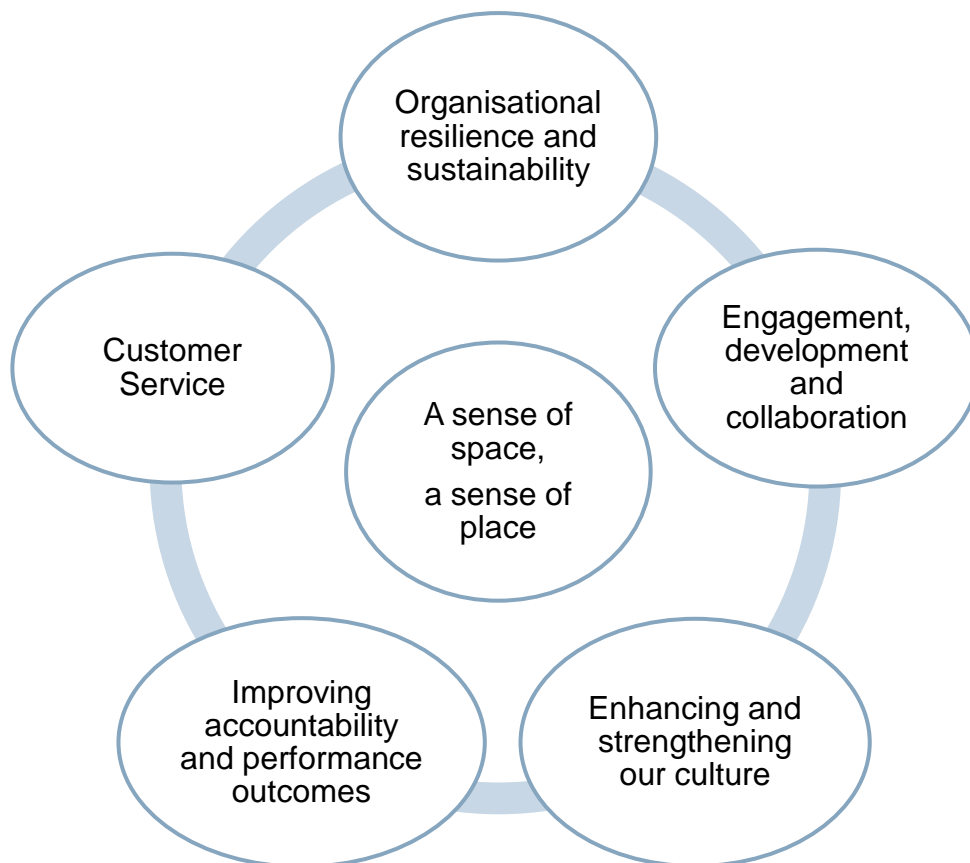 Organisational
resilience and
sustainability
Engagement,
development
and
collaboration
Customer
Service
A sense of
space,
a sense of
place
Improving
accountability
and performance
outcomes
Enhancing and
strengthening
our culture